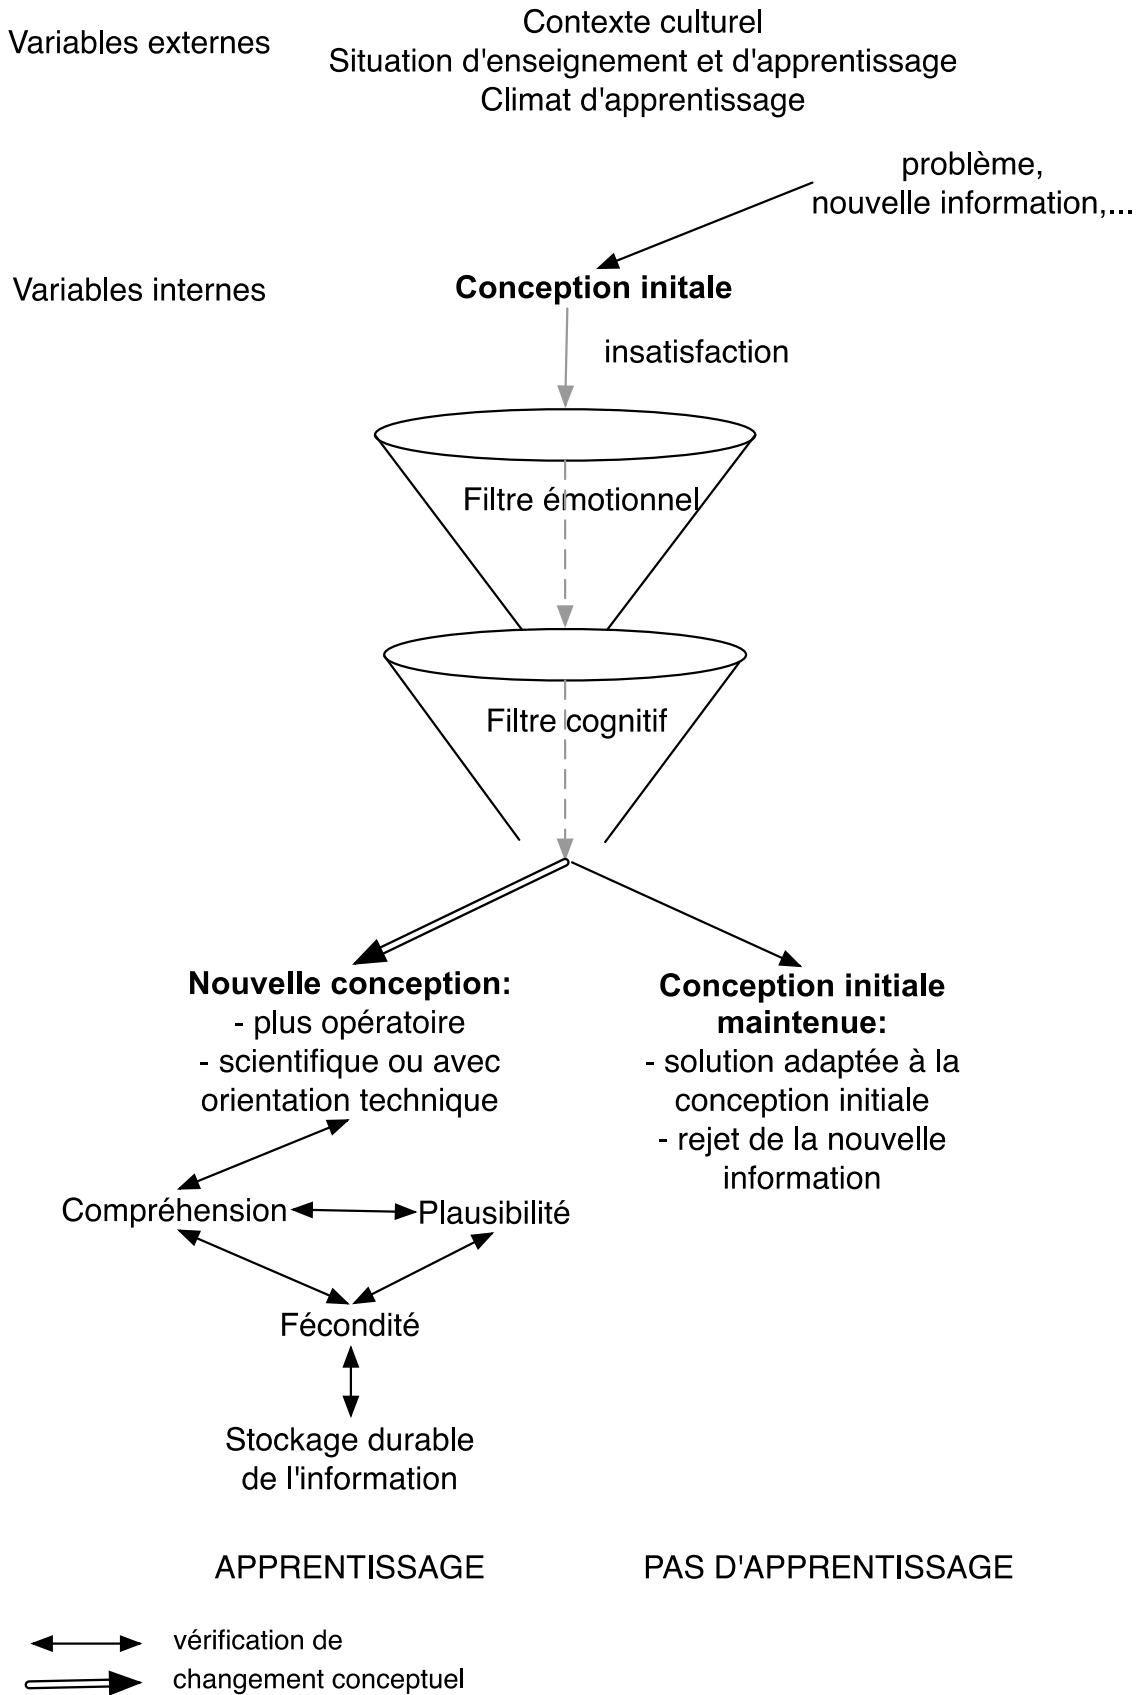 Variables externes
Contexte culturel
Situation d'enseignement et d'apprentissage
Climat d'apprentissage
problème,
nouvelle information,...
Variables internes
Conception initale
insatisfaction
Filtre émotionnel
Filtre cognitif
Nouvelle conception:
- plus opératoire
- scientifique ou avec
orientation technique
Conception initiale
maintenue:
- solution adaptée à la
conception initiale
- rejet de la nouvelle
information
Compréhension
Plausibilité
Fécondité
Stockage durable
de l'information
APPRENTISSAGE
PAS D'APPRENTISSAGE
vérification de
changement conceptuel